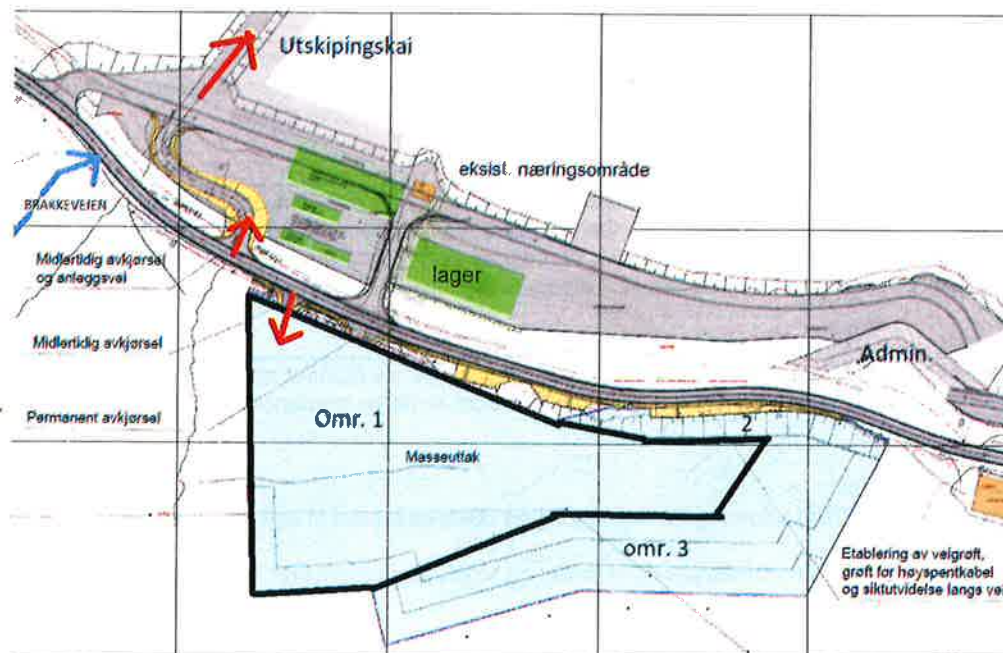 Utskipingskai
eksist. næringsområde
BRAKKEVEIEN
Midlertidig avkjørsel
og anleggsvei
lager
Midlertidig avkjørsel
Admin.
Permanent avkjørsel
Omr. 1
2
Masseuttak
omr. 3
Etablering av veigrøft,
grøft for høyspentkabel
og siktutvidelse langs vei